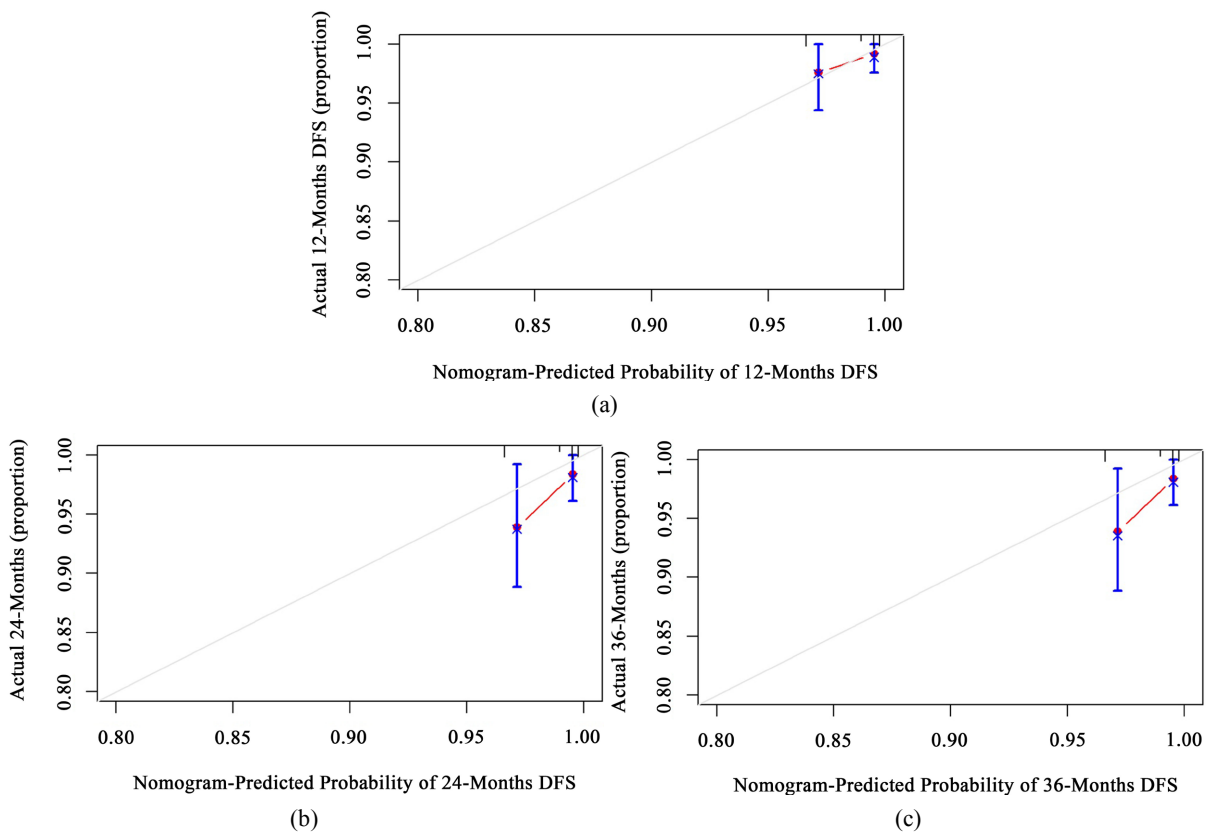 Actual 12-Months DFS (proportion)
1.00
0.95
0.90
0.85
0.80
0.80 0.85 0.90 0.95 1.00
Nomogram-Predicted Probability of 12-Months DFS
(a)
Actual 24-Months (proportion)
1.00
0.95
0.90
0.85
0.80
0.80 0.85 0.90 0.95 1.00
Nomogram-Predicted Probability of 24-Months DFS
(b)
Actual 36-Months (proportion)
1.00
0.95
0.90
0.85
0.80
0.80 0.85 0.90 0.95 1.00
Nomogram-Predicted Probability of 36-Months DFS
(c)